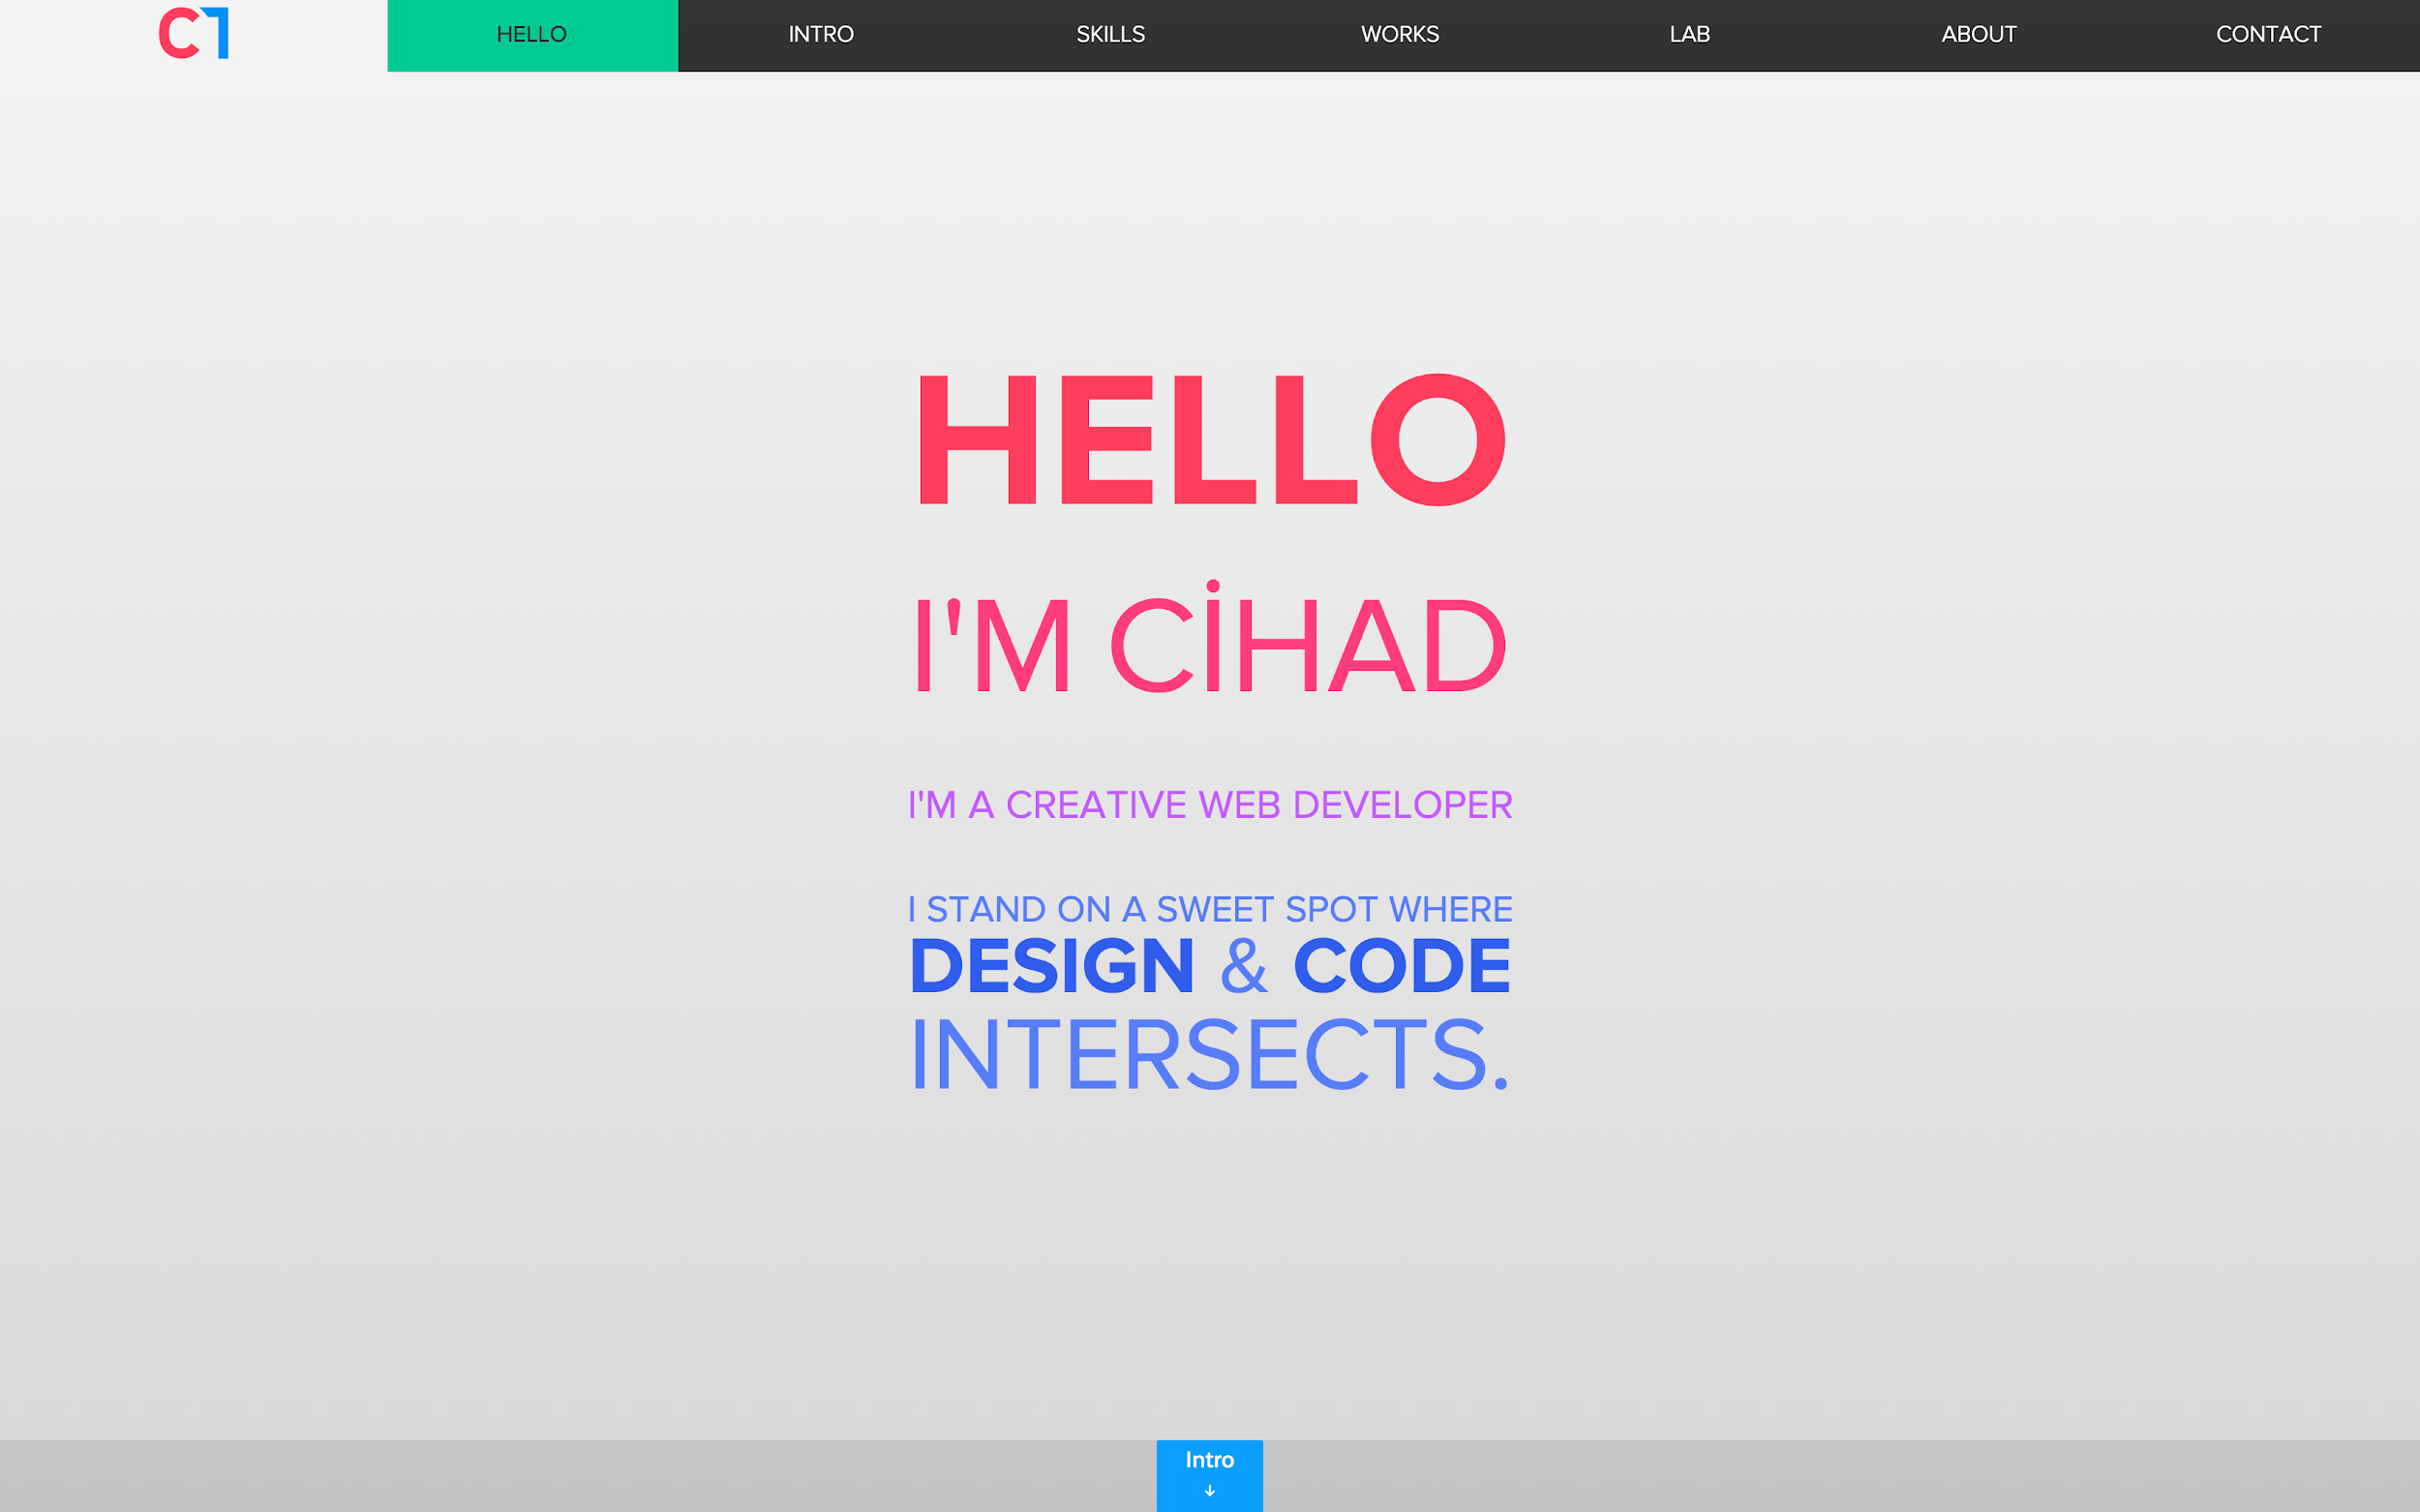 CT
HELLO
INTRO
SKILLS
WORKS
LAB
ABOUT
CONTACT
HELLO
I'M CİHAD
I'M A CREATIVE WEB DEVELOPER
I STAND ON A SWEET SPOT WHERE
DESIGN & CODE
INTERSECTS.
Intro
↓